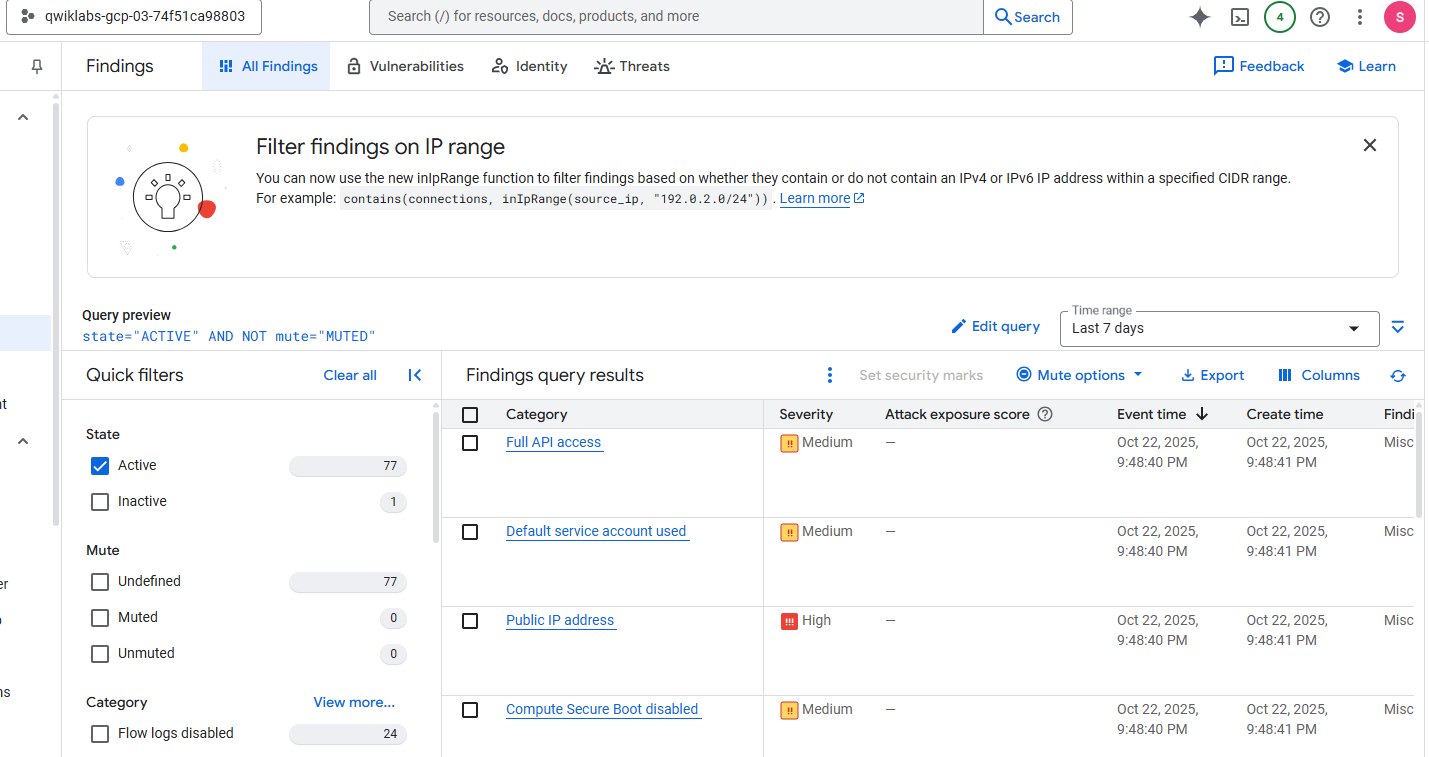 qwiklabs-gcp-03-74f51ca98803
Search (/) for resources, docs, products, and more
Search
4
S
Findings
All Findings
Vulnerabilities
Identity
Threats
Feedback
Learn
Filter findings on IP range
You can now use the new inIpRange function to filter findings based on whether they contain or do not contain an IPv4 or IPv6 IP address within a specified CIDR range.
For example: contains(connections, inIpRange(source_ip, "192.0.2.0/24")) . Learn more
Query preview
state="ACTIVE" AND NOT mute="MUTED"
Edit query
Time range
Last 7 days
Quick filters
Clear all
Findings query results
Set security marks
Mute options
Export
Columns
State
Active 77
Inactive 1
Mute
Undefined 77
Muted 0
Unmuted 0
Category View more...
Flow logs disabled 24
Category Severity Attack exposure score Event time Create time Findi
Full API access Medium — Oct 22, 2025, Oct 22, 2025, Misc
9:48:40 PM 9:48:41 PM
Default service account used Medium — Oct 22, 2025, Oct 22, 2025, Misc
9:48:40 PM 9:48:41 PM
Public IP address High — Oct 22, 2025, Oct 22, 2025, Misc
9:48:40 PM 9:48:41 PM
Compute Secure Boot disabled Medium — Oct 22, 2025, Oct 22, 2025, Misc
9:48:40 PM 9:48:41 PM